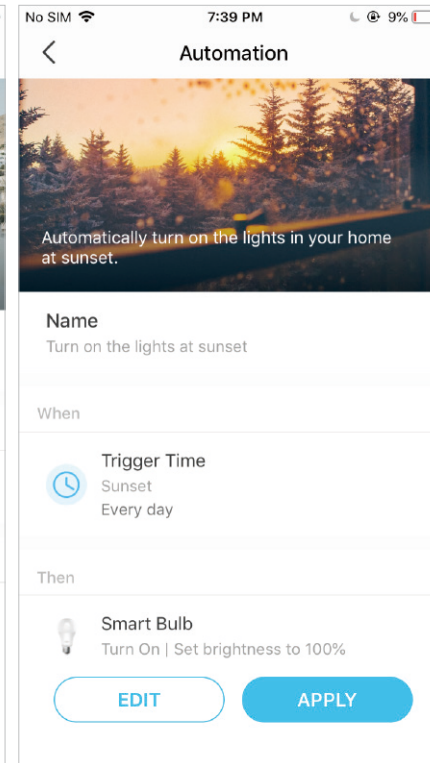 No SIM 7:39 PM 9%
Automation
Automatically turn on the lights in your home
at sunset.
Name
Turn on the lights at sunset
When
Trigger Time
Sunset
Every day
Then
Smart Bulb
Turn On | Set brightness to 100%
EDIT APPLY